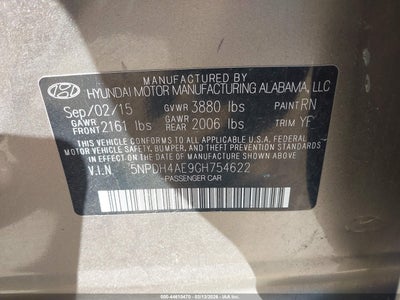 MANUFACTURED BY
HYUNDAI MOTOR MANUFACTURING ALABAMA, LLC
Sep/02/15 GVWR 3880 lbs PAINT RN
GAWR FRONT 2161 lbs GAWR REAR 2006 lbs TRIM YF
THIS VEHICLE CONFORMS TO ALL APPLICABLE U.S.A FEDERAL
MOTOR VEHICLE SAFETY, BUMPER, AND THEFT PREVENTION
STANDARDS IN EFFECT ON THE DATE OF MANUFACTURE
SHOWN ABOVE.
V.I.N. 5NPDH4AE9GH754622
PASSENGER CAR